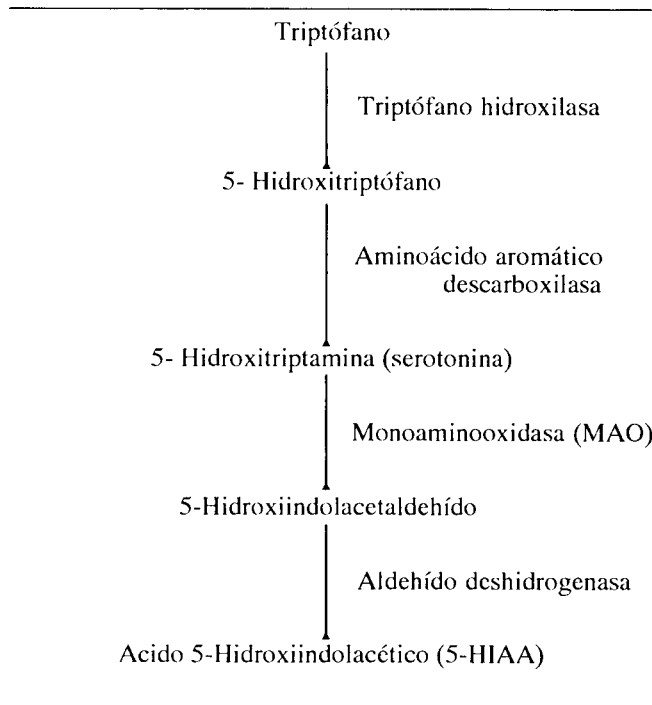 Triptófano
Triptófano hidroxilasa
5- Hidroxitriptófano
Aminoácido aromático
descarboxilasa
5- Hidroxitriptamina (serotonina)
Monoaminooxidasa (MAO)
5-Hidroxiindolacetaldehído
Aldehído deshidrogenasa
Acido 5-Hidroxiindolacético (5-HIAA)